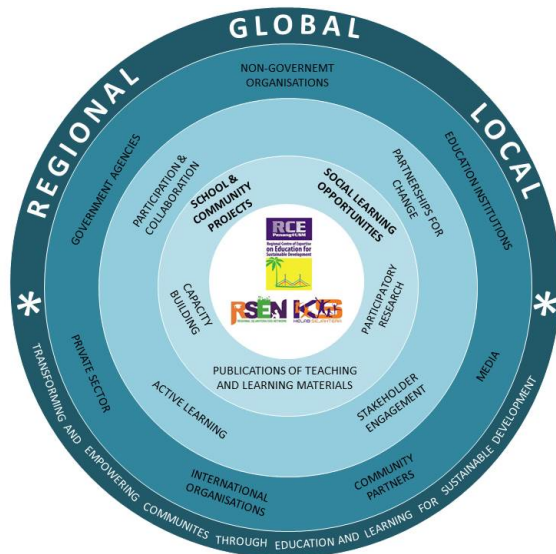 REGIONAL GLOBAL LOCAL
NON-GOVERNEMT
ORGANISATIONS
GOVERNMENT AGENCIES
EDUCATION INSTITUTIONS
PARTICIPATION &
COLLABORATION
PARTNERSHIPS FOR
CHANGE
SCHOOL &
COMMUNITY
PROJECTS
SOCIAL LEARNING
OPPORTUNITIES
RCE
Regional Centre of Expertise
on Education for
Sustainable Development
RSEN
KG
CAPACITY
BUILDING
PARTICIPATORY
RESEARCH
PUBLICATIONS OF TEACHING
AND LEARNING MATERIALS
* *
PRIVATE SECTOR
MEDIA
ACTIVE LEARNING
STAKEHOLDER
ENGAGEMENT
INTERNATIONAL
ORGANISATIONS
COMMUNITY
PARTNERS
TRANSFORMING AND EMPOWERING COMMUNITES THROUGH EDUCATION AND LEARNING FOR SUSTAINABLE DEVELOPMENT